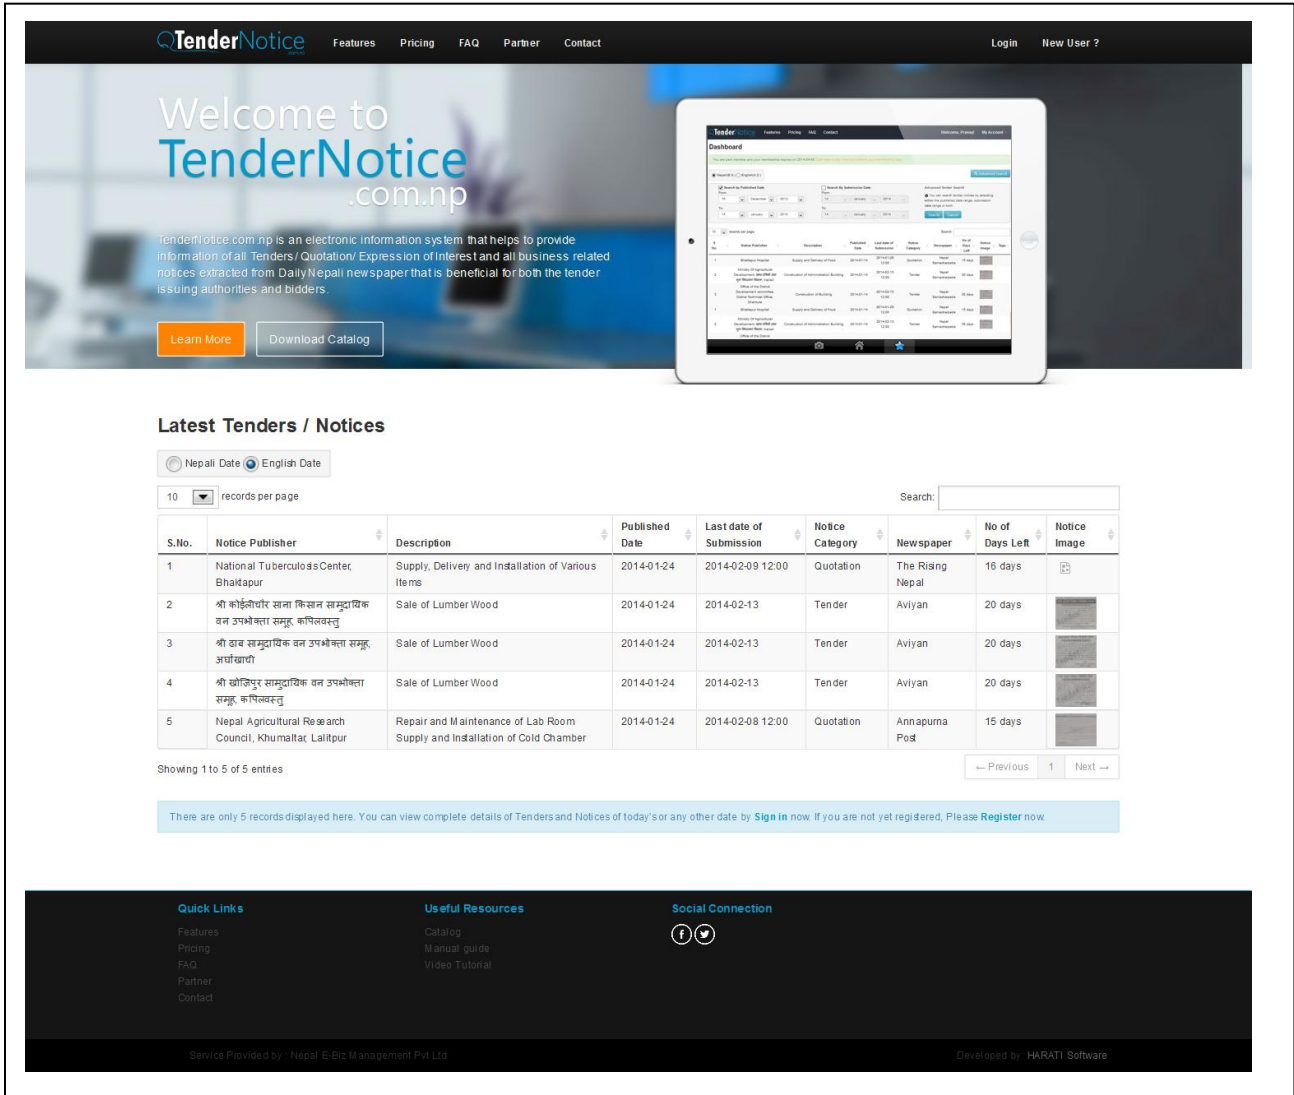 TenderNotice
Features Pricing FAQ Partner Contact Login New User ?
Welcome to
TenderNotice
.com.np
TenderNotice.com.np is an electronic information system that helps to provide
information of all Tenders/ Quotation/ Expression of Interest and all business related
notices extracted from Daily Nepali newspaper that is beneficial for both the tender
issuing authorities and bidders.
Learn More Download Catalog
TenderNotice Features Pricing FAQ Contact
Dashboard
Latest Tenders / Notices
Nepali Date English Date
10 records per page Search:
S.No. Notice Publisher Description Published Date Last date of Submission Notice Category Newspaper No of Days Left Notice Image
1 National Tuberculosis Center, Bhaktapur Supply, Delivery and Installation of Various Items 2014-01-24 2014-02-09 12:00 Quotation The Rising Nepal 16 days
2 श्री कोईलीचौर साना किसान सामुदायिक वन उपभोक्ता समूह, कपिलवस्तु Sale of Lumber Wood 2014-01-24 2014-02-13 Tender Aviyan 20 days
3 श्री ढाब सामुदायिक वन उपभोक्ता समूह, अर्घाखाची Sale of Lumber Wood 2014-01-24 2014-02-13 Tender Aviyan 20 days
4 श्री खोजिपुर सामुदायिक वन उपभोक्ता समूह, कपिलवस्तु Sale of Lumber Wood 2014-01-24 2014-02-13 Tender Aviyan 20 days
5 Nepal Agricultural Research Council, Khumaltar, Lalitpur Repair and Maintenance of Lab Room Supply and Installation of Cold Chamber 2014-01-24 2014-02-08 12:00 Quotation Annapurna Post 15 days
Showing 1 to 5 of 5 entries ← Previous 1 Next →
There are only 5 records displayed here. You can view complete details of Tenders and Notices of today's or any other date by Sign in now. If you are not yet registered, Please Register now.
Quick Links Useful Resources Social Connection
Features Catalog
Pricing Manual guide
FAQ Video Tutorial
Partner
Contact
Service Provided by : Nepal E-Biz Management Pvt Ltd Developed by: HARATI Software